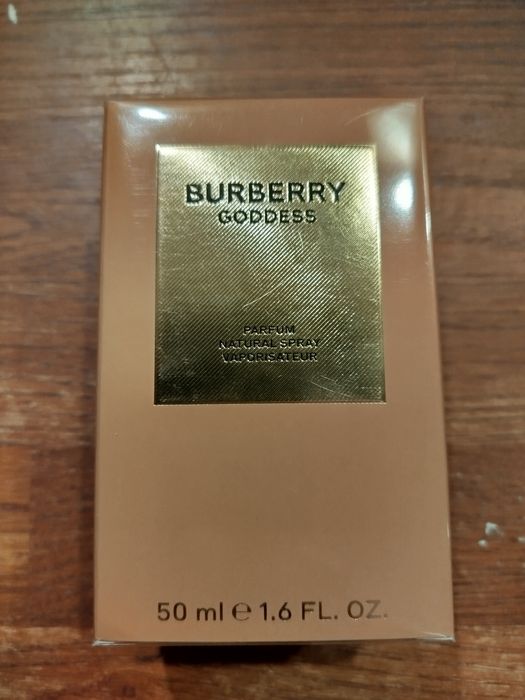 BURBERRY
GODDESS
PARFUM
NATURAL SPRAY
VAPORISATEUR
50 ml ℮ 1.6 FL. OZ.